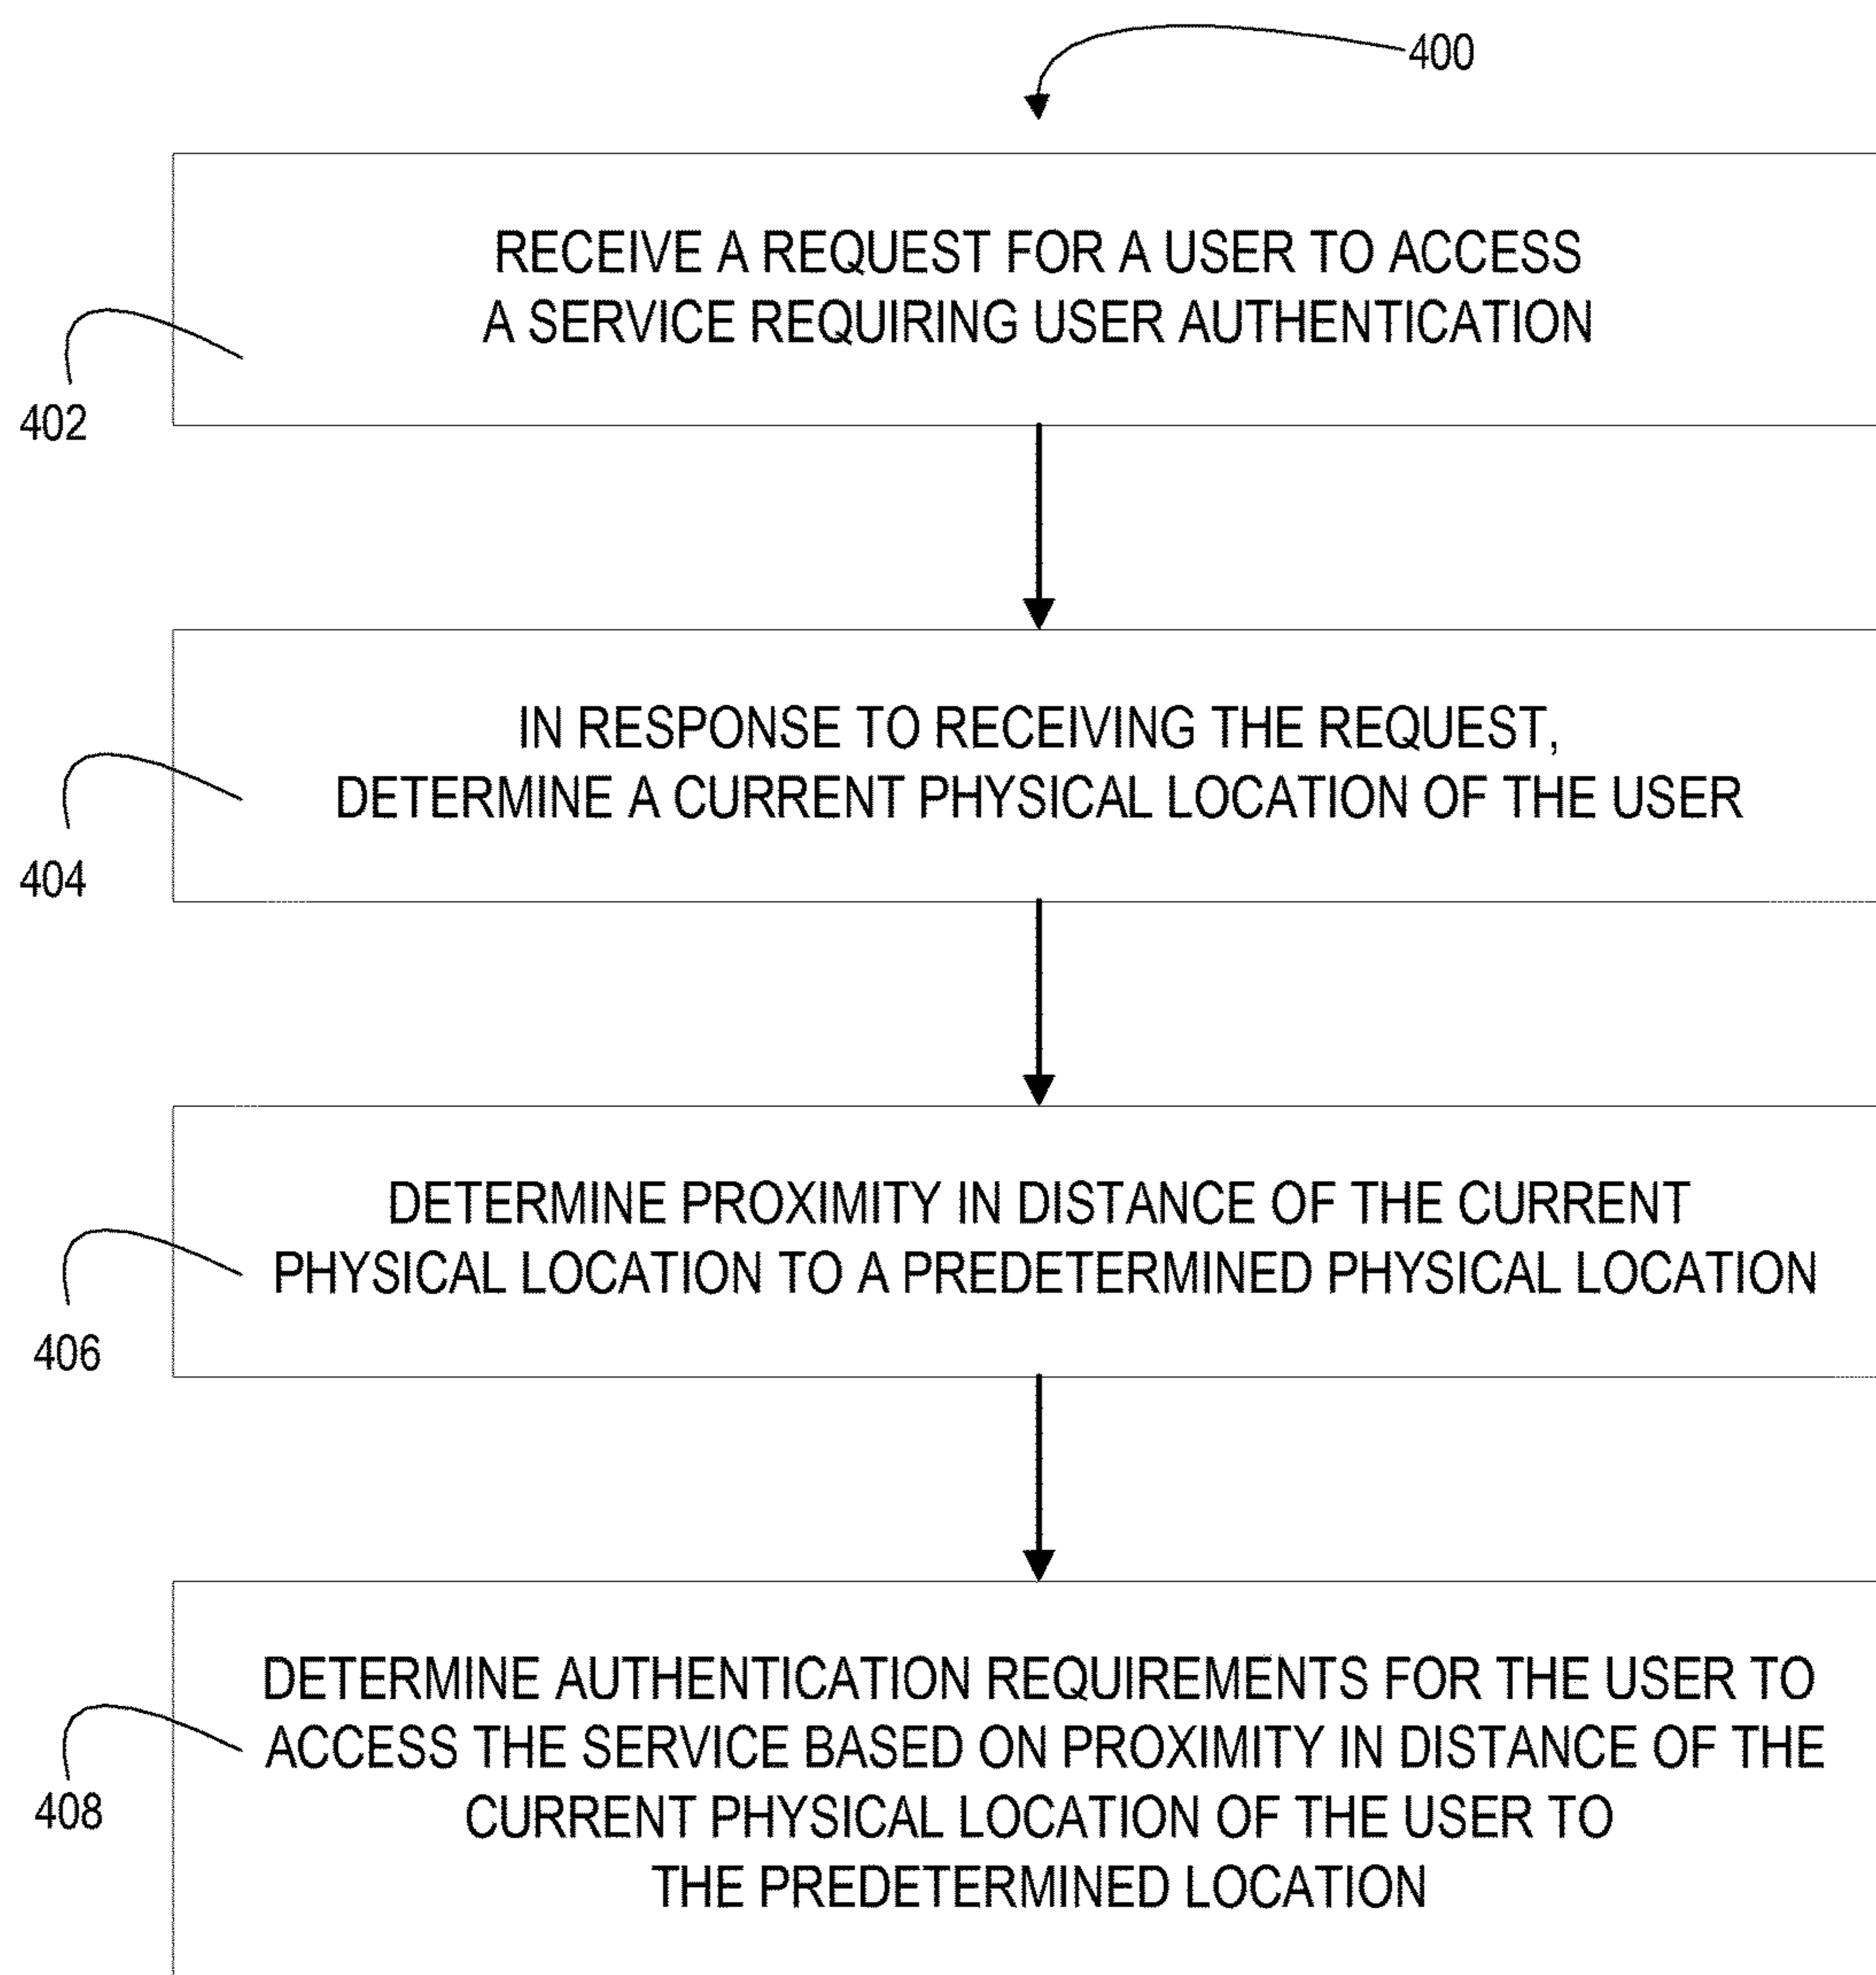 400
RECEIVE A REQUEST FOR A USER TO ACCESS
A SERVICE REQUIRING USER AUTHENTICATION
402
IN RESPONSE TO RECEIVING THE REQUEST,
DETERMINE A CURRENT PHYSICAL LOCATION OF THE USER
404
DETERMINE PROXIMITY IN DISTANCE OF THE CURRENT
PHYSICAL LOCATION TO A PREDETERMINED PHYSICAL LOCATION
406
DETERMINE AUTHENTICATION REQUIREMENTS FOR THE USER TO
ACCESS THE SERVICE BASED ON PROXIMITY IN DISTANCE OF THE
CURRENT PHYSICAL LOCATION OF THE USER TO
THE PREDETERMINED LOCATION
408